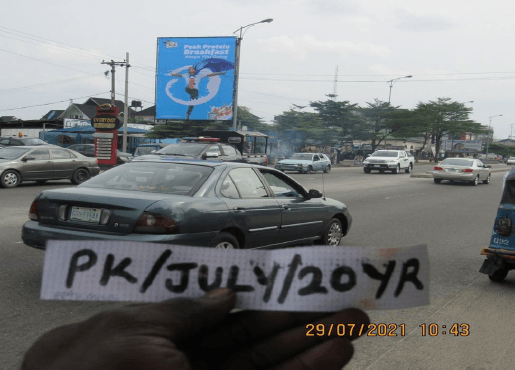 Peak Protein
Breakfast
PK/JULY/20YR
29/07/2021 10:43